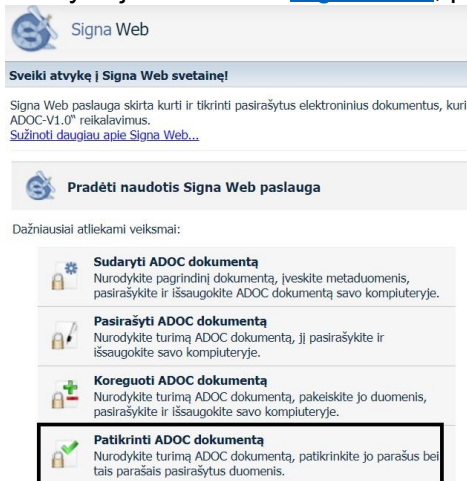 Signa Web
Sveiki atvykę į Signa Web svetainę!
Signa Web paslauga skirta kurti ir tikrinti pasirašytus elektroninius dokumentus, kuri
ADOC-V1.0" reikalavimus.
Sužinoti daugiau apie Signa Web...
Pradėti naudotis Signa Web paslauga
Dažniausiai atliekami veiksmai:
Sudaryti ADOC dokumentą
Nurodykite pagrindinį dokumentą, įveskite metaduomenis,
pasirašykite ir išsaugokite ADOC dokumentą savo kompiuteryje.
Pasirašyti ADOC dokumentą
Nurodykite turimą ADOC dokumentą, jį pasirašykite ir
išsaugokite savo kompiuteryje.
Koreguoti ADOC dokumentą
Nurodykite turimą ADOC dokumentą, pakeiskite jo duomenis,
pasirašykite ir išsaugokite savo kompiuteryje.
Patikrinti ADOC dokumentą
Nurodykite turimą ADOC dokumentą, patikrinkite jo parašus bei
tais parašais pasirašytus duomenis.